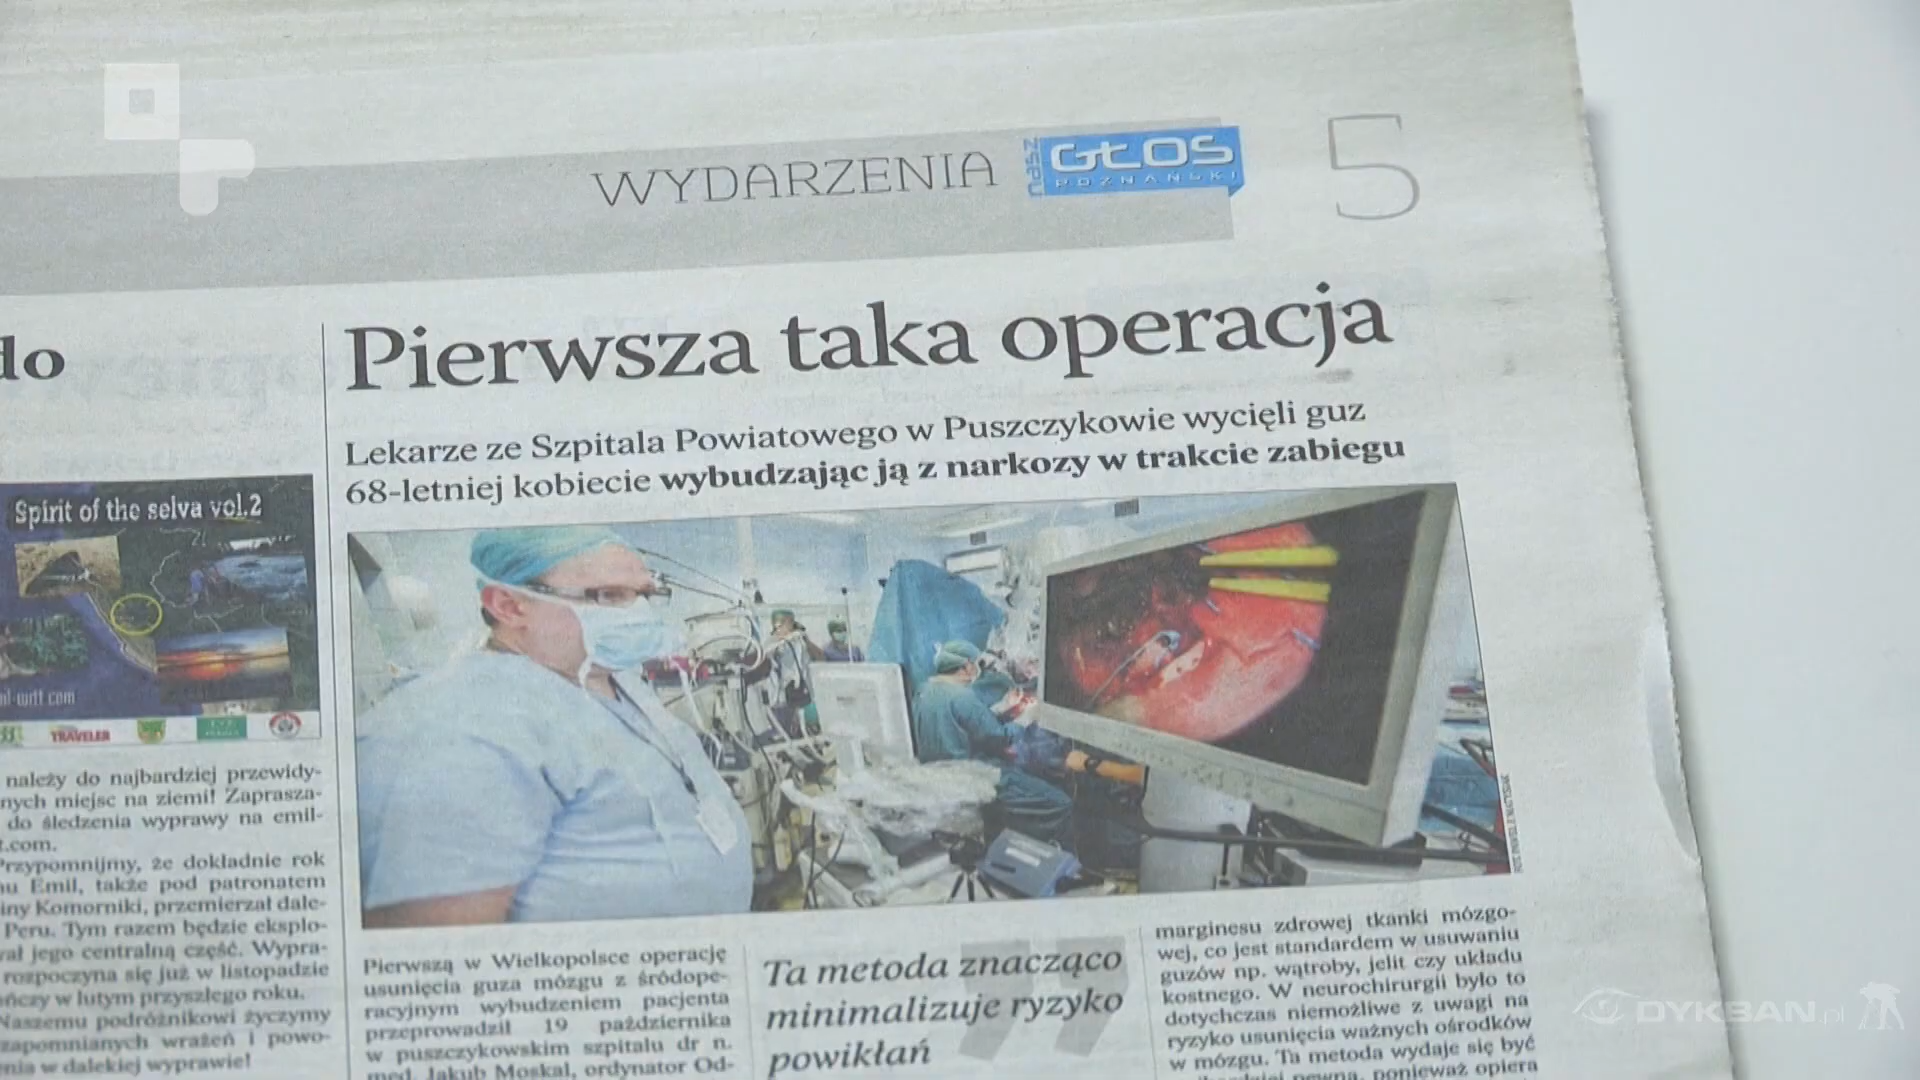 WYDARZENIA
nasz GŁOS POZNAŃSKI
5
do
Spirit of the selva vol.2
TRAVELER
należy do najbardziej przewidy-
nych miejsc na ziemi! Zaprasza-
do śledzenia wyprawy na emil-
t.com.
Przypomnijmy, że dokładnie rok
Emil, także pod patronatem
iny Komorniki, przemierzał dale-
Peru. Tym razem będzie eksplo-
wał jego centralną część. Wypra-
rozpoczyna się już w listopadzie
ńczy w lutym przyszłego roku.
Naszemu podróżnikowi życzymy
zapomnianych wrażeń i powo-
nia w dalekiej wyprawie!
Pierwsza taka operacja
Lekarze ze Szpitala Powiatowego w Puszczykowie wycięli guz
68-letniej kobiecie wybudzając ją z narkozy w trakcie zabiegu
Pierwszą w Wielkopolsce operację
usunięcia guza mózgu z śródope-
racyjnym wybudzeniem pacjenta
przeprowadził 19 października
w puszczykowskim szpitalu dr n.
med. Jakub Moskal, ordynator Od-
Ta metoda znacząco
minimalizuje ryzyko
powikłań
marginesu zdrowej tkanki mózgo-
wej, co jest standardem w usuwaniu
guzów np. wątroby, jelit czy układu
kostnego. W neurochirurgii było to
dotychczas niemożliwe z uwagi na
ryzyko usunięcia ważnych ośrodków
w mózgu. Ta metoda wydaje się być
pewna, ponieważ opiera
DYKBAN.pl